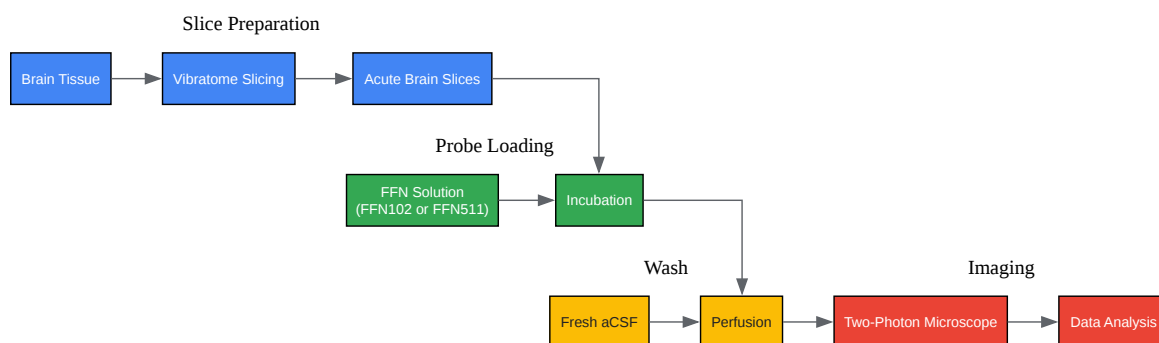 Slice Preparation
Brain Tissue
Vibratome Slicing
Acute Brain Slices
Probe Loading
FFN Solution
(FFN102 or FFN511)
Incubation
Wash
Imaging
Fresh aCSF
Perfusion
Two-Photon Microscope
Data Analysis